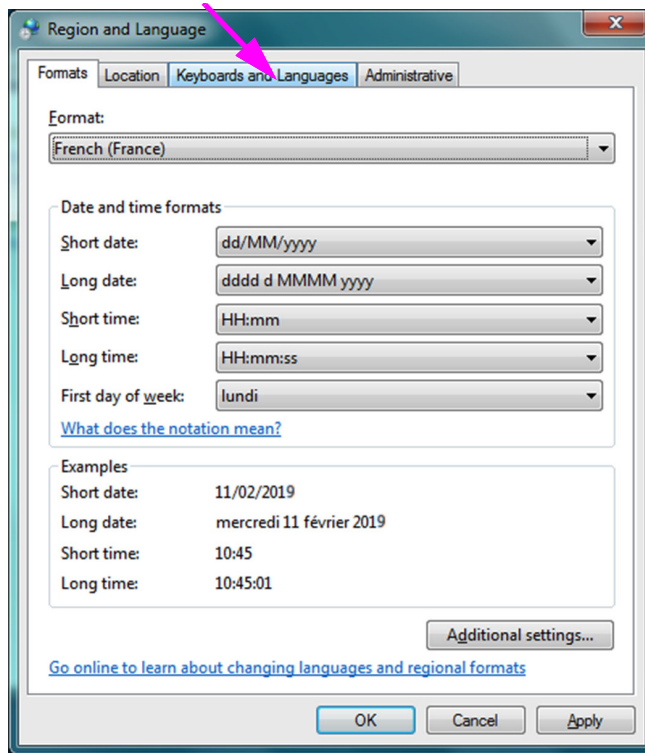 Region and Language
Formats Location Keyboards and Languages Administrative
Format:
French (France)
Date and time formats
Short date: dd/MM/yyyy
Long date: dddd d MMMM yyyy
Short time: HH:mm
Long time: HH:mm:ss
First day of week: lundi
What does the notation mean?
Examples
Short date: 11/02/2019
Long date: mercredi 11 février 2019
Short time: 10:45
Long time: 10:45:01
Additional settings...
Go online to learn about changing languages and regional formats
OK Cancel Apply